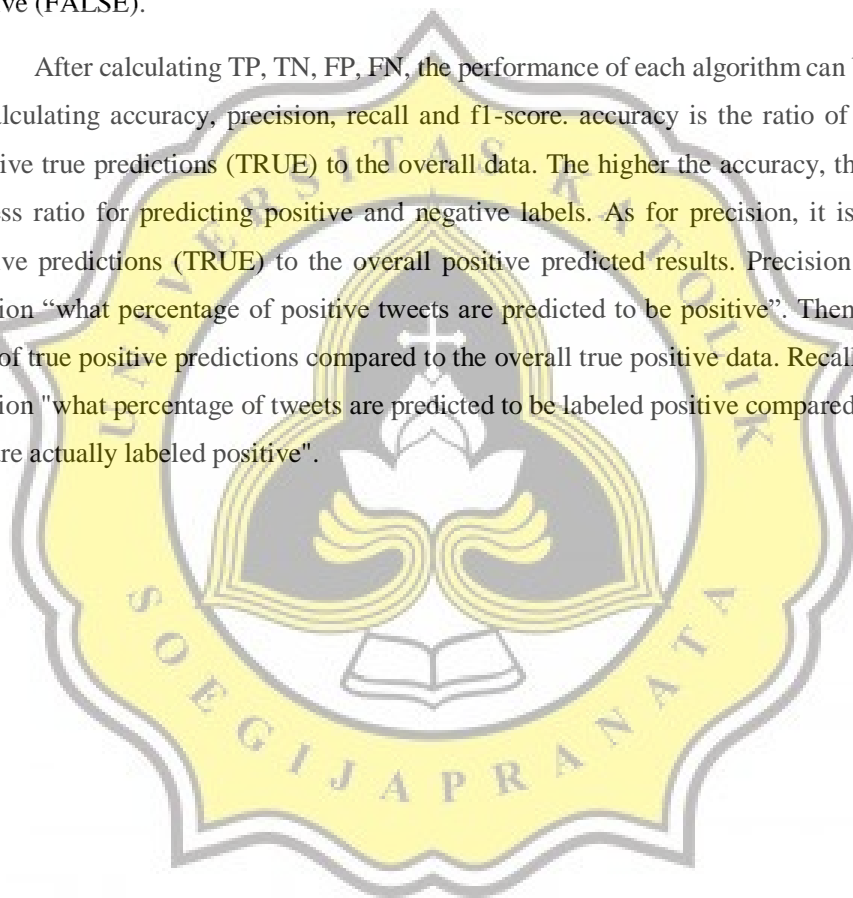 ve (FALSE).
After calculating TP, TN, FP, FN, the performance of each algorithm can
alculating accuracy, precision, recall and f1-score. accuracy is the ratio of
ive true predictions (TRUE) to the overall data. The higher the accuracy, th
ess ratio for predicting positive and negative labels. As for precision, it is
ve predictions (TRUE) to the overall positive predicted results. Precision
ion “what percentage of positive tweets are predicted to be positive”. Then
of true positive predictions compared to the overall true positive data. Recall
ion "what percentage of tweets are predicted to be labeled positive compared
re actually labeled positive".
UNIVERSITAS KATOLIK
SOEGIJAPRANATA